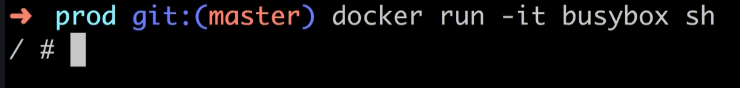 ➜ prod git:(master) docker run -it busybox sh
/ #